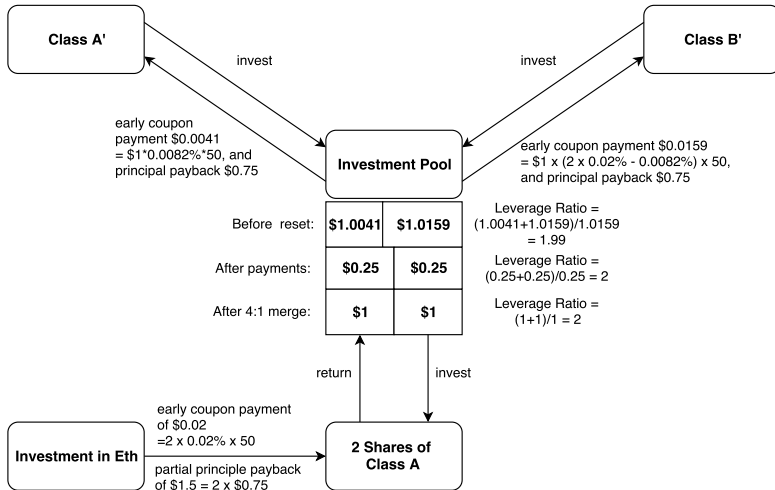 Class A'
Class B'
invest
invest
early coupon
payment $0.0041
= $1*0.0082%*50, and
principal payback $0.75
Investment Pool
early coupon payment $0.0159
= $1 x (2 x 0.02% - 0.0082%) x 50,
and principal payback $0.75
Before reset:
$1.0041
$1.0159
Leverage Ratio =
(1.0041+1.0159)/1.0159
= 1.99
After payments:
$0.25
$0.25
Leverage Ratio =
(0.25+0.25)/0.25 = 2
After 4:1 merge:
$1
$1
Leverage Ratio =
(1+1)/1 = 2
return
invest
early coupon payment
of $0.02
=2 x 0.02% x 50
Investment in Eth
2 Shares of
Class A
partial principle payback
of $1.5 = 2 x $0.75